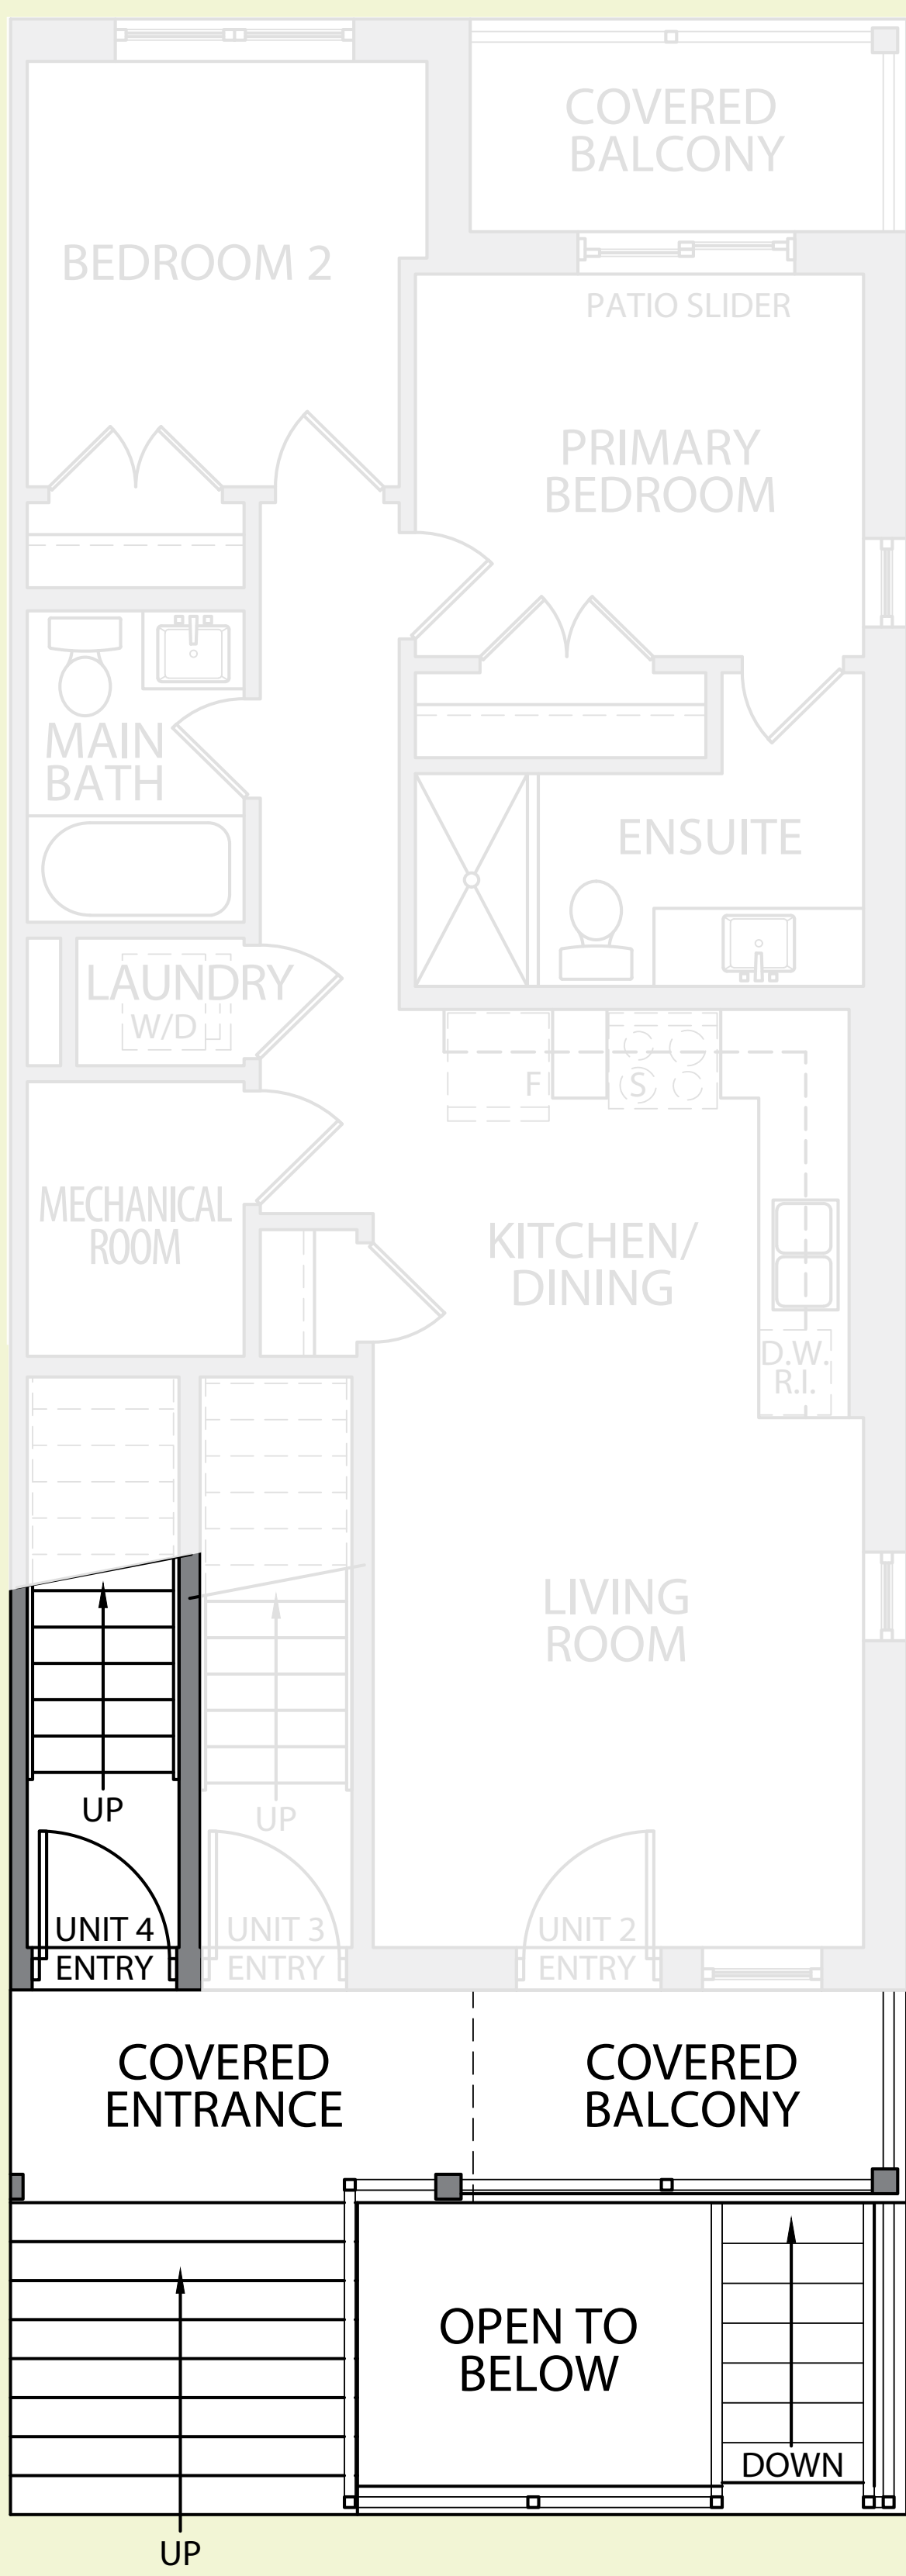 COVERED
BALCONY
BEDROOM 2
PATIO SLIDER
PRIMARY
BEDROOM
MAIN
BATH
ENSUITE
LAUNDRY
W/D
F
S
MECHANICAL
ROOM
KITCHEN/
DINING
D.W.
R.I.
LIVING
ROOM
UP
UP
UNIT 4
ENTRY
UNIT 3
ENTRY
UNIT 2
ENTRY
COVERED
ENTRANCE
COVERED
BALCONY
OPEN TO
BELOW
DOWN
UP